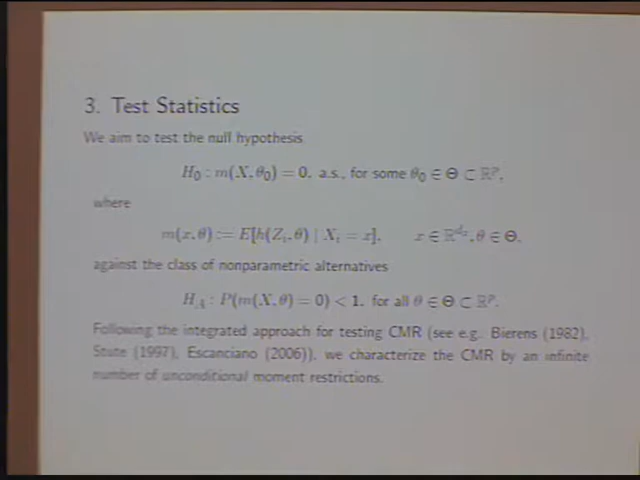 3. Test Statistics
We aim to test the null hypothesis
H₀ : m(X, θ₀) = 0, a.s., for some θ₀ ∈ Θ ⊂ ℝᵖ,
where
m(x, θ) := E[h(Zₜ, θ) | Xₜ = x], x ∈ ℝᵈˣ, θ ∈ Θ,
against the class of nonparametric alternatives
H_A : P(m(X, θ) = 0) < 1, for all θ ∈ Θ ⊂ ℝᵖ.
Following the integrated approach for testing CMR (see e.g. Bierens (1982),
Stute (1997), Escanciano (2006)), we characterize the CMR by an infinite
number of unconditional moment restrictions.